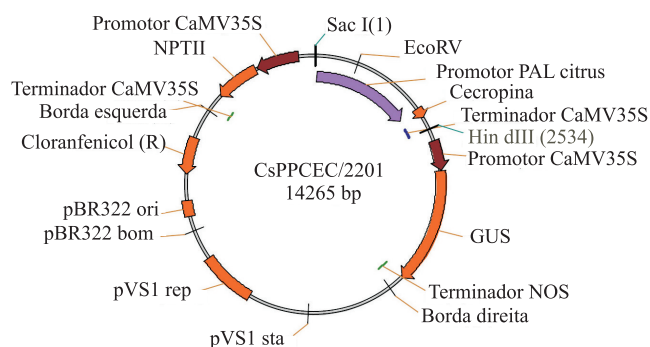 Promotor CaMV35S
Sac I(1)
NPTII
EcoRV
Promotor PAL citrus
Cecropina
Terminador CaMV35S
Terminador CaMV35S
Borda esquerda
Hin dIII (2534)
Cloranfenicol (R)
Promotor CaMV35S
CsPPCEC/2201
14265 bp
pBR322 ori
pBR322 bom
GUS
pVS1 rep
Terminador NOS
Borda direita
pVS1 sta